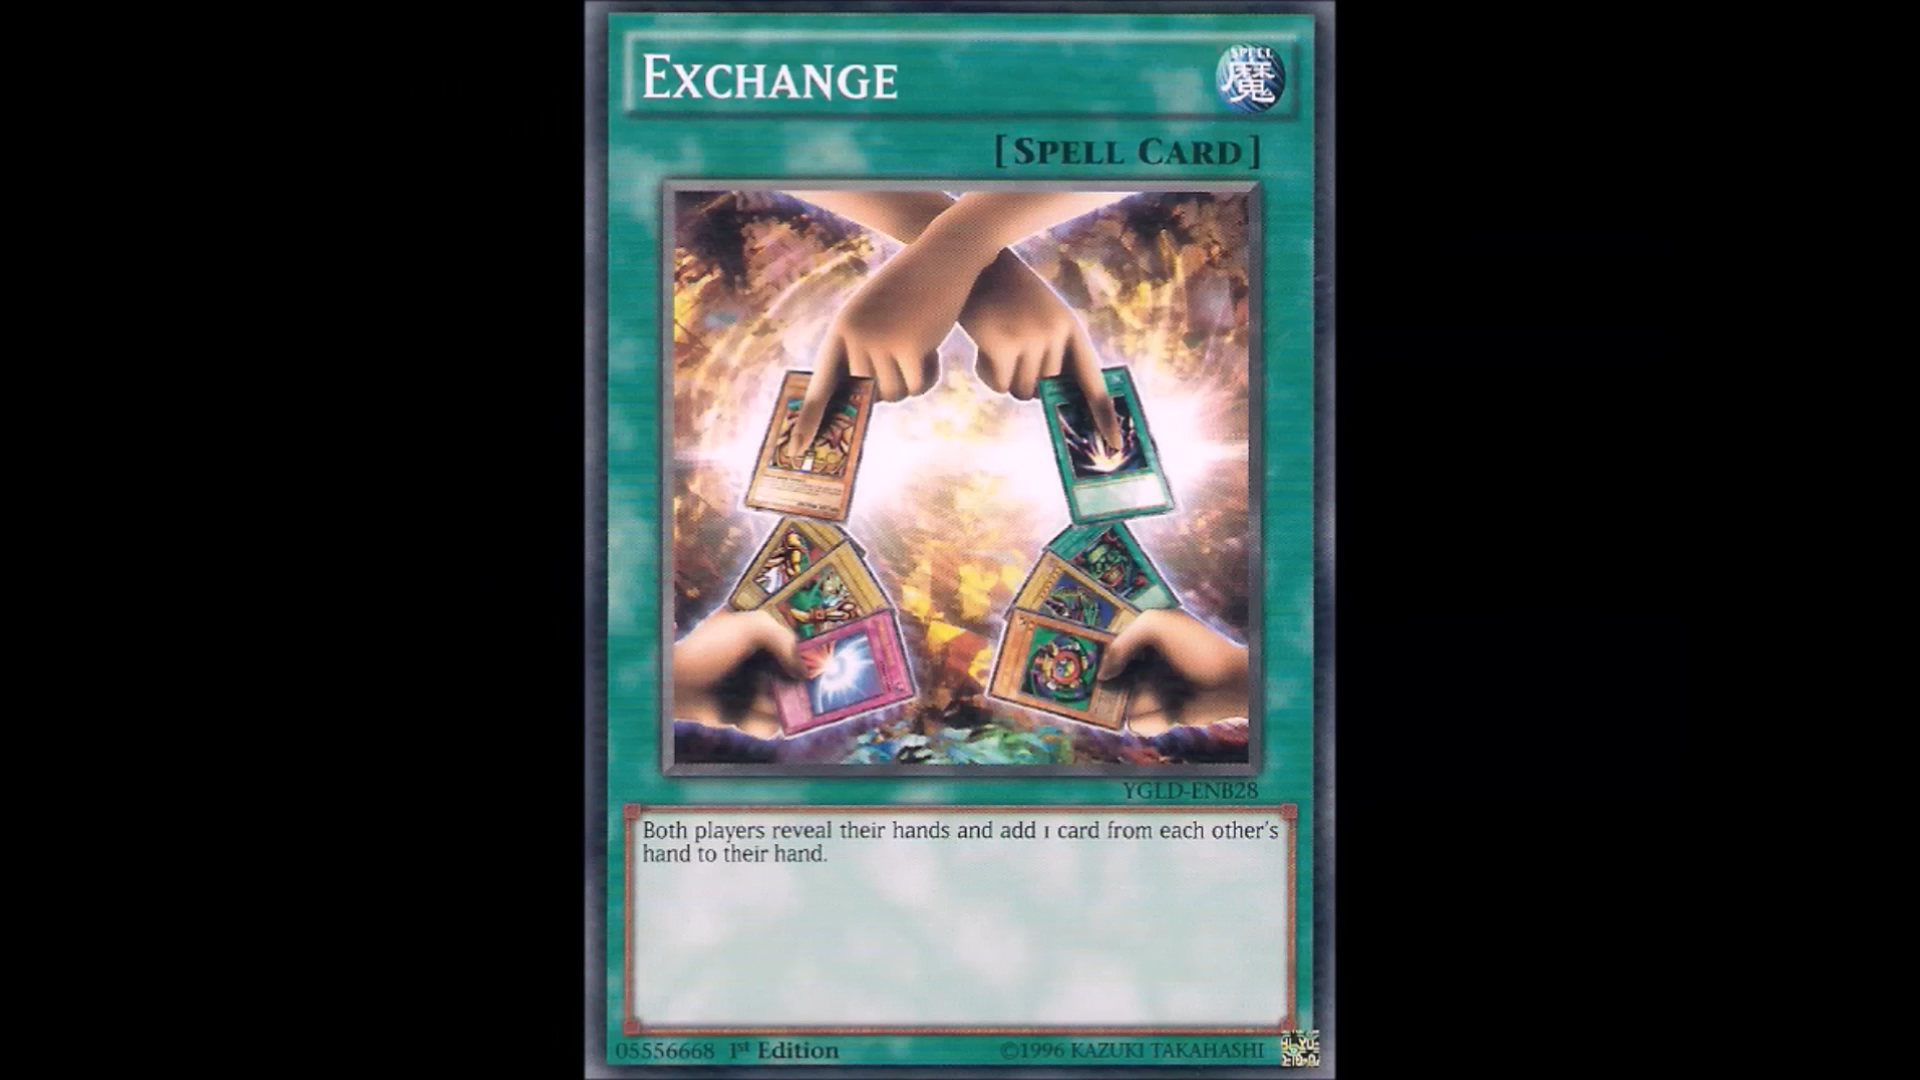 EXCHANGE
SPELL
魔
[SPELL CARD]
YGLD-ENB28
Both players reveal their hands and add 1 card from each other's
hand to their hand.
05556668 1st Edition ©1996 KAZUKI TAKAHASHI